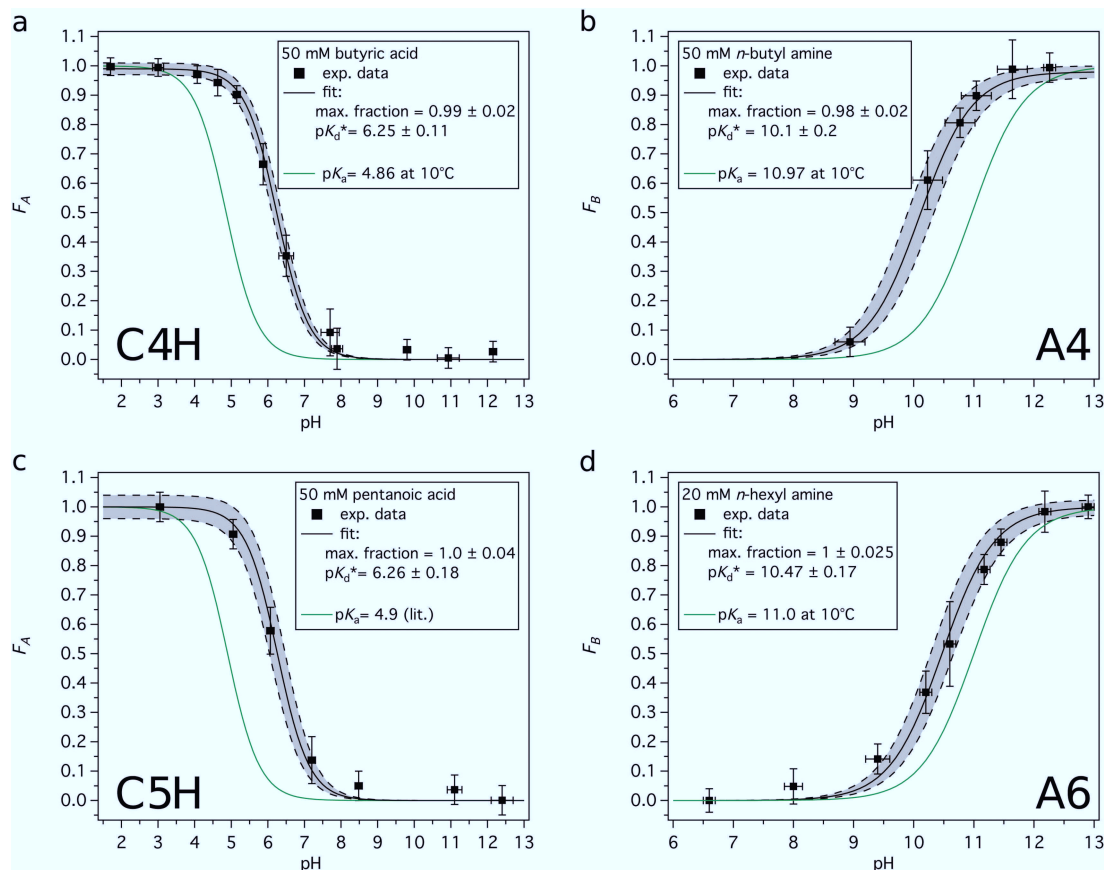 a
1.1
1.0
0.9
0.8
0.7
0.6
0.5
0.4
0.3
0.2
0.1
0.0
F_A
50 mM butyric acid
exp. data
fit:
max. fraction = 0.99 ± 0.02
pK_d*= 6.25 ± 0.11
pK_a= 4.86 at 10°C
C4H
2 3 4 5 6 7 8 9 10 11 12 13
pH
b
1.1
1.0
0.9
0.8
0.7
0.6
0.5
0.4
0.3
0.2
0.1
0.0
F_B
50 mM n-butyl amine
exp. data
fit:
max. fraction = 0.98 ± 0.02
pK_d* = 10.1 ± 0.2
pK_a= 10.97 at 10°C
A4
6 7 8 9 10 11 12 13
pH
c
1.1
1.0
0.9
0.8
0.7
0.6
0.5
0.4
0.3
0.2
0.1
0.0
F_A
50 mM pentanoic acid
exp. data
fit:
max. fraction = 1.0 ± 0.04
pK_d*= 6.26 ± 0.18
pK_a= 4.9 (lit.)
C5H
2 3 4 5 6 7 8 9 10 11 12 13
pH
d
1.1
1.0
0.9
0.8
0.7
0.6
0.5
0.4
0.3
0.2
0.1
0.0
F_B
20 mM n-hexyl amine
exp. data
fit:
max. fraction = 1 ± 0.025
pK_d* = 10.47 ± 0.17
pK_a= 11.0 at 10°C
A6
6 7 8 9 10 11 12 13
pH